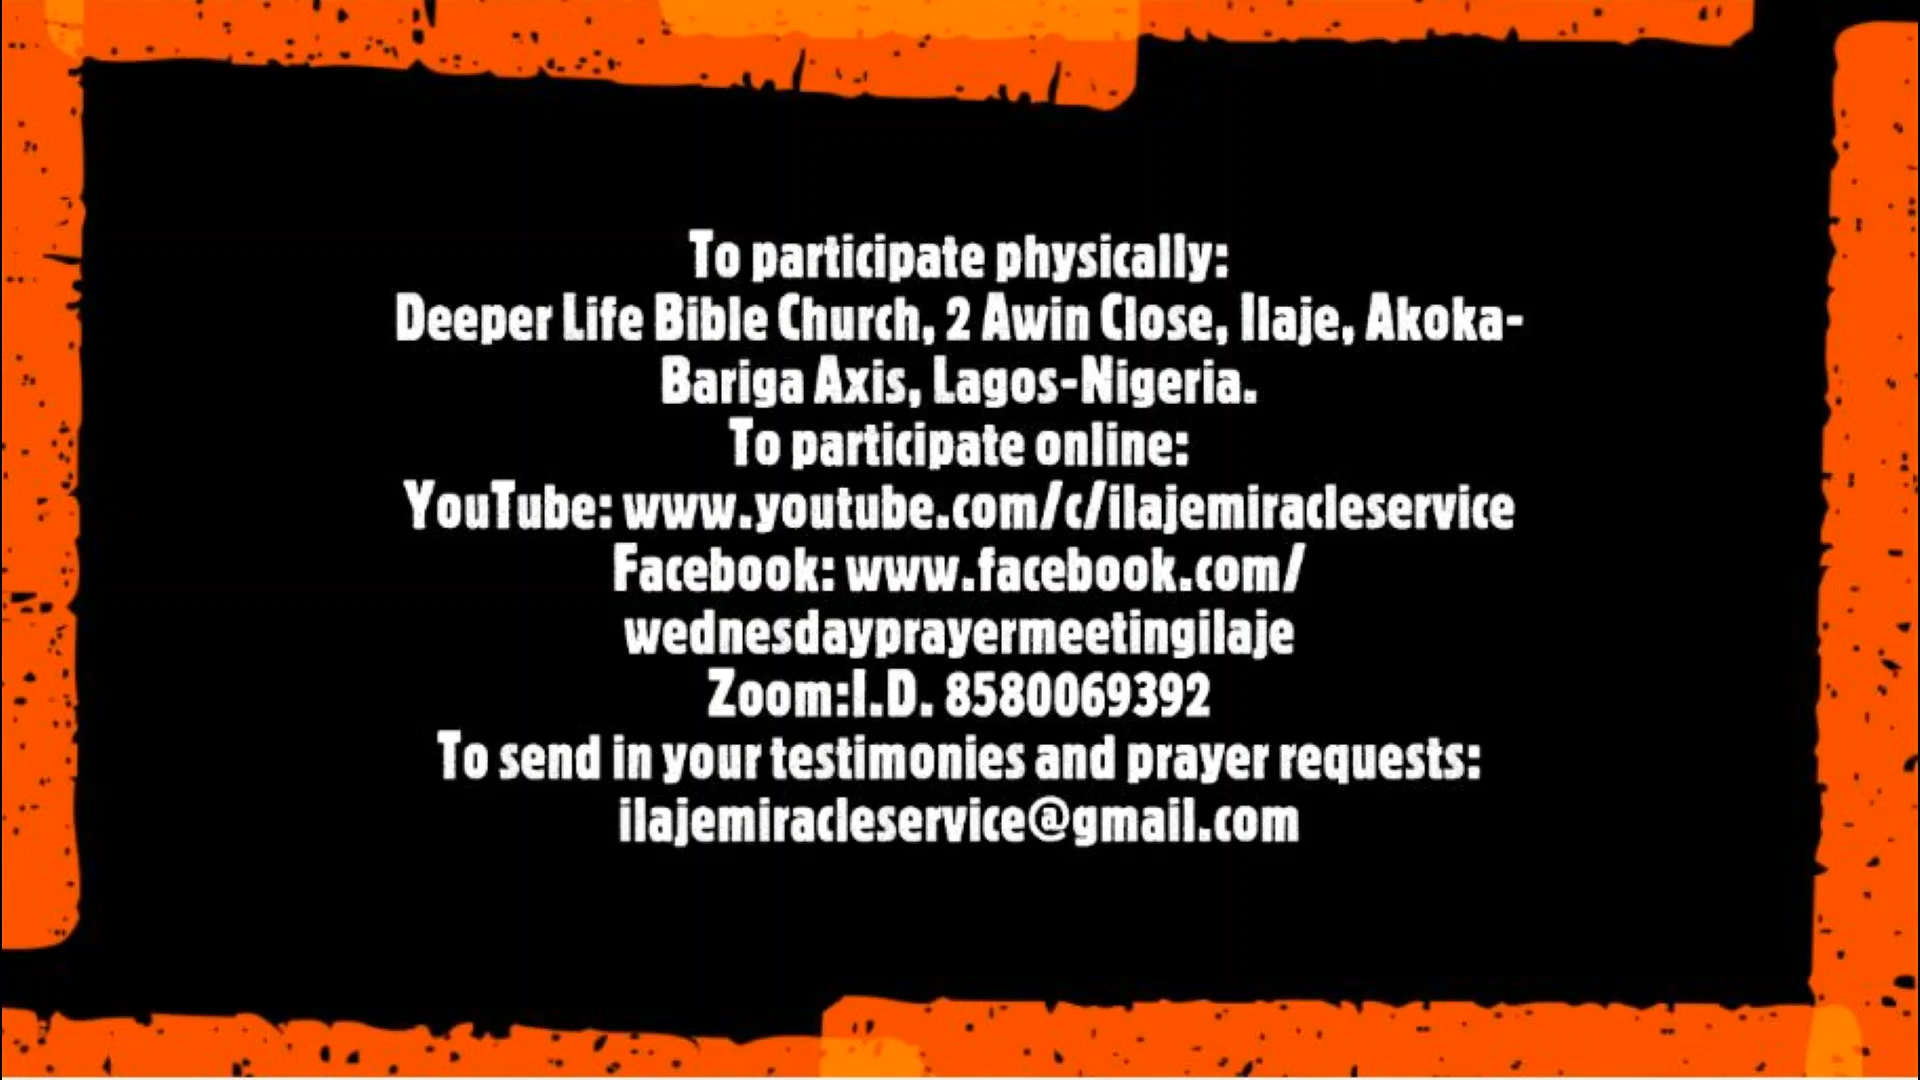 To participate physically:
Deeper Life Bible Church, 2 Awin Close, Ilaje, Akoka-
Bariga Axis, Lagos-Nigeria.
To participate online:
YouTube: www.youtube.com/c/ilajemiracleservice
Facebook: www.facebook.com/
wednesdayprayermeetingilaje
Zoom:I.D. 8580069392
To send in your testimonies and prayer requests:
ilajemiracleservice@gmail.com